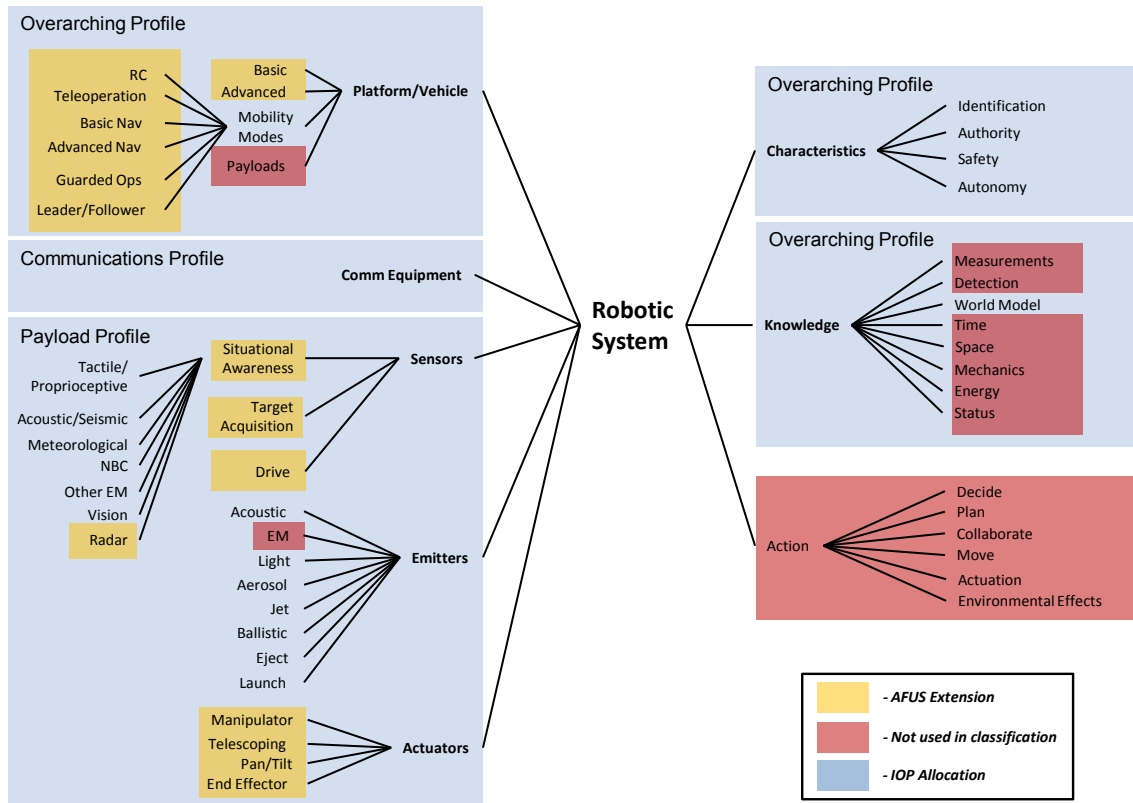 Overarching Profile
RC
Teleoperation
Basic Nav
Advanced Nav
Guarded Ops
Leader/Follower
Basic
Advanced
Mobility
Modes
Payloads
Platform/Vehicle
Communications Profile
Comm Equipment
Payload Profile
Tactile/
Proprioceptive
Acoustic/Seismic
Meteorological
NBC
Other EM
Vision
Radar
Situational
Awareness
Target
Acquisition
Drive
Sensors
Acoustic
EM
Light
Aerosol
Jet
Ballistic
Eject
Launch
Emitters
Manipulator
Telescoping
Pan/Tilt
End Effector
Actuators
Robotic
System
Overarching Profile
Characteristics
Identification
Authority
Safety
Autonomy
Overarching Profile
Knowledge
Measurements
Detection
World Model
Time
Space
Mechanics
Energy
Status
Action
Decide
Plan
Collaborate
Move
Actuation
Environmental Effects
- AFUS Extension
- Not used in classification
- IOP Allocation